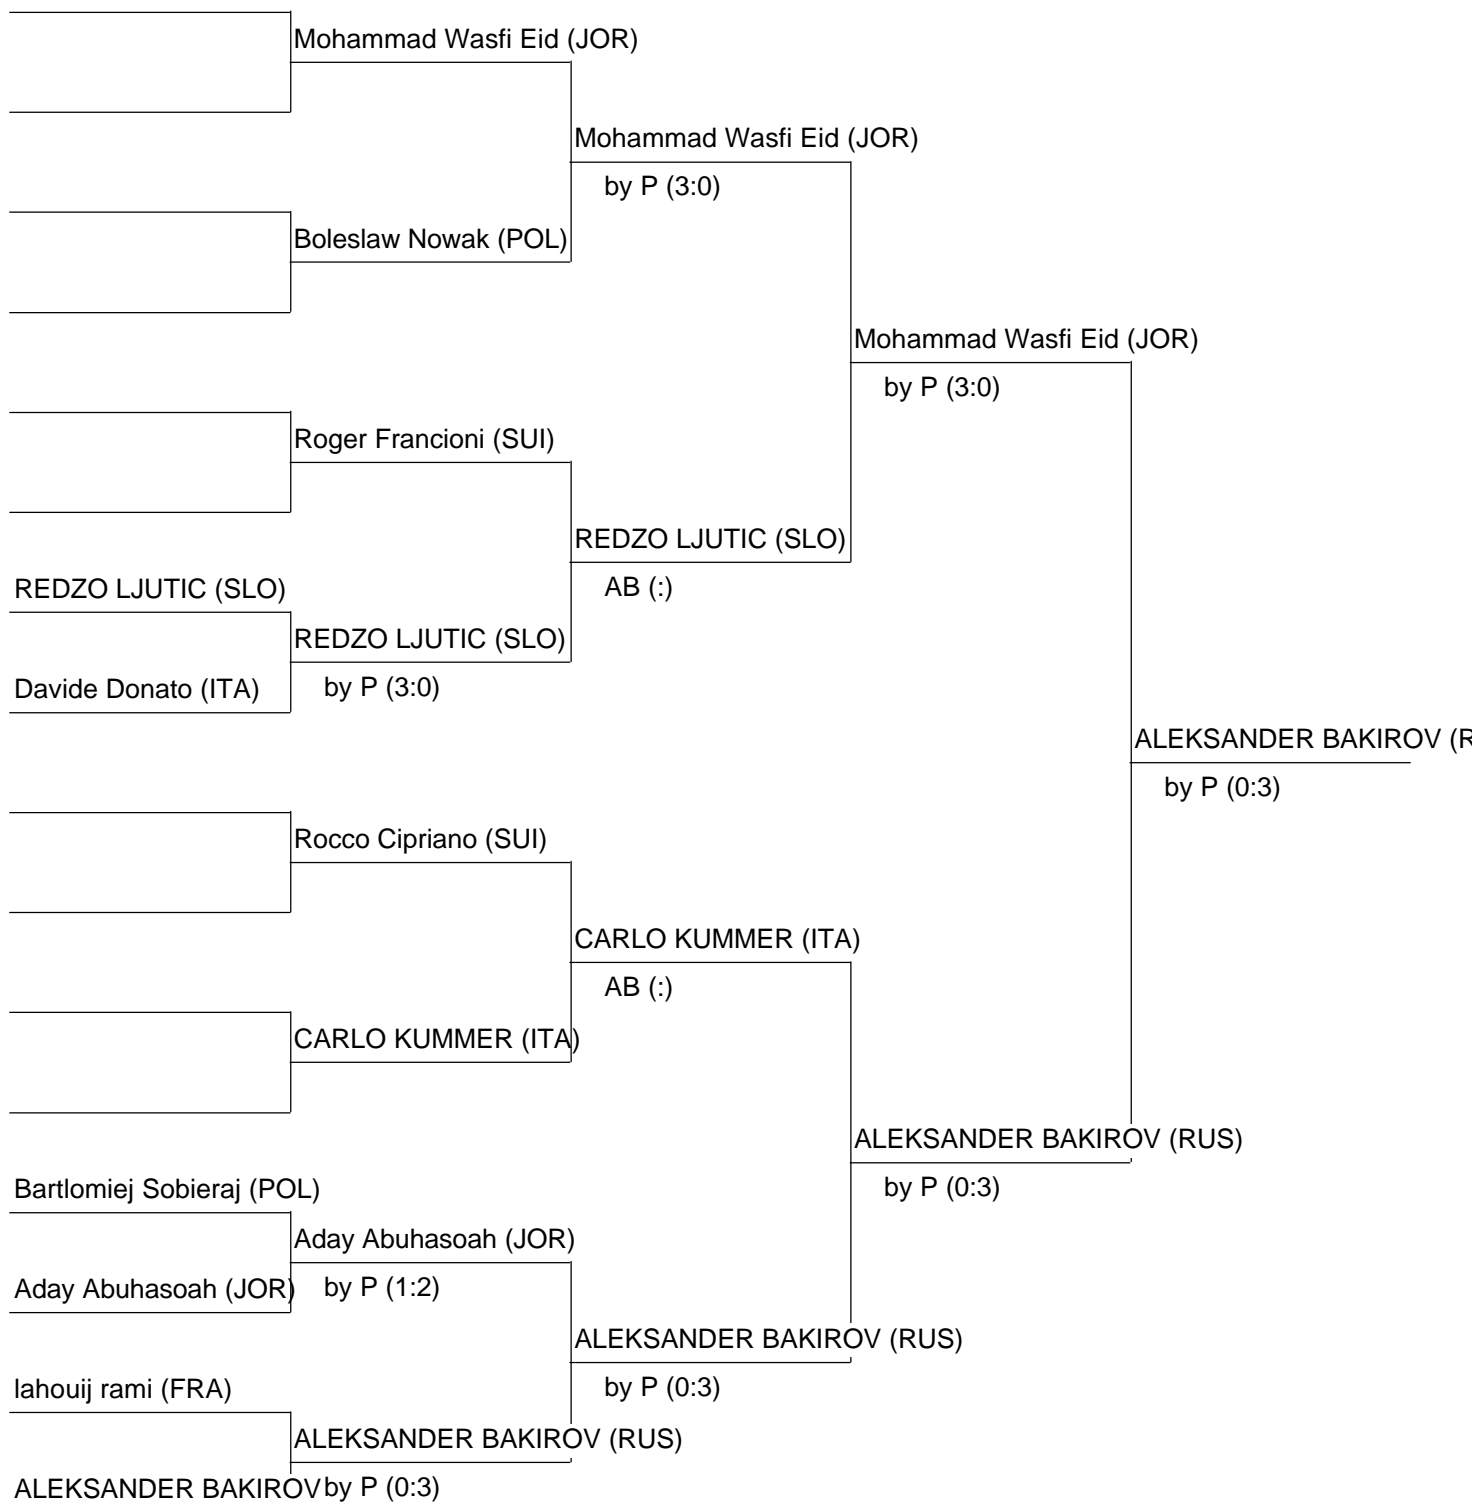 Mohammad Wasfi Eid (JOR)
Mohammad Wasfi Eid (JOR)
by P (3:0)
Boleslaw Nowak (POL)
Mohammad Wasfi Eid (JOR)
by P (3:0)
Roger Francioni (SUI)
REDZO LJUTIC (SLO)
AB (:)
REDZO LJUTIC (SLO)
REDZO LJUTIC (SLO)
by P (3:0)
Davide Donato (ITA)
ALEKSANDER BAKIROV (R
by P (0:3)
Rocco Cipriano (SUI)
CARLO KUMMER (ITA)
AB (:)
CARLO KUMMER (ITA)
ALEKSANDER BAKIROV (RUS)
by P (0:3)
Bartlomiej Sobieraj (POL)
Aday Abuhasoah (JOR)
by P (1:2)
Aday Abuhasoah (JOR)
ALEKSANDER BAKIROV (RUS)
by P (0:3)
lahouij rami (FRA)
ALEKSANDER BAKIROV (RUS)
by P (0:3)
ALEKSANDER BAKIROV